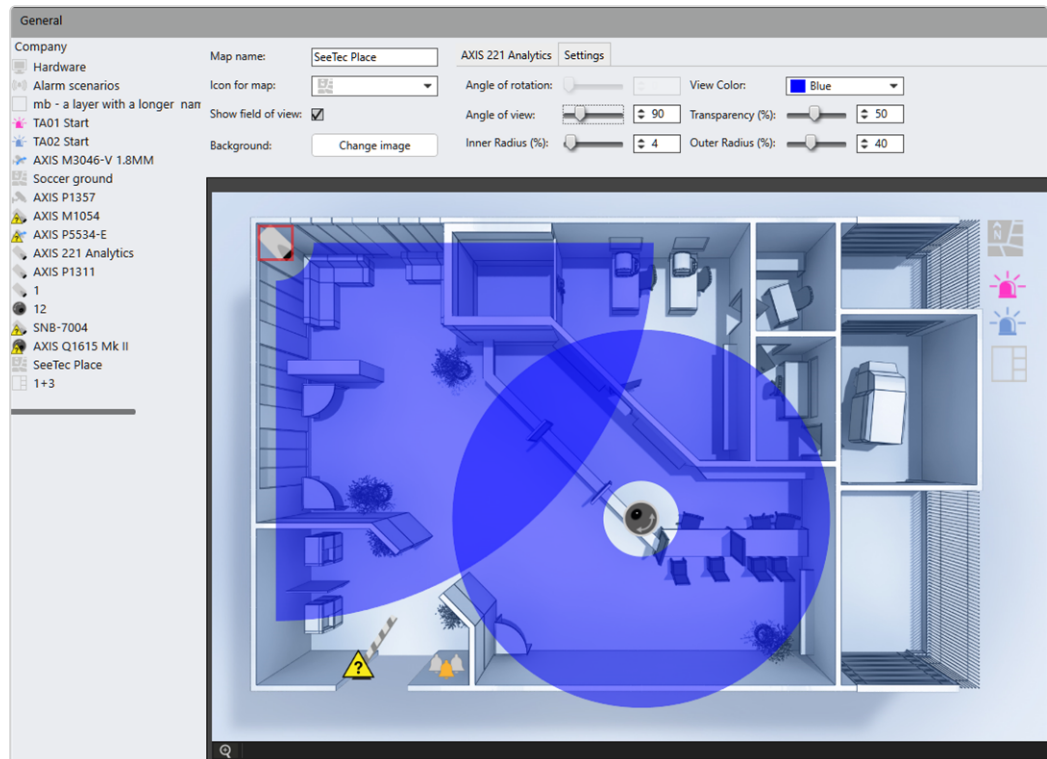 General
Company
Hardware
Alarm scenarios
mb - a layer with a longer nam
TA01 Start
TA02 Start
AXIS M3046-V 1.8MM
Soccer ground
AXIS P1357
AXIS M1054
AXIS P5534-E
AXIS 221 Analytics
AXIS P1311
1
12
SNB-7004
AXIS Q1615 Mk II
SeeTec Place
1+3
Map name: SeeTec Place
Icon for map:
Show field of view:
Background: Change image
AXIS 221 Analytics Settings
Angle of rotation: View Color: Blue
Angle of view: 90 Transparency (%): 50
Inner Radius (%): 4 Outer Radius (%): 40
N
?